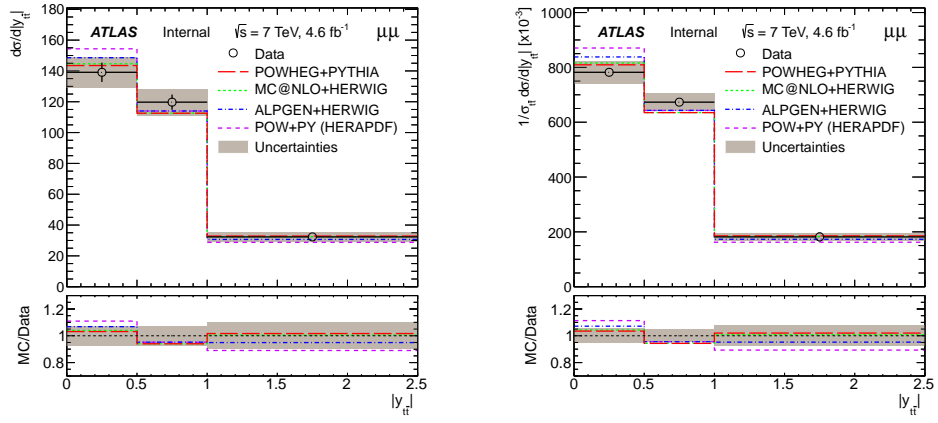 dσ/d|y_tt̄|
ATLAS Internal √s = 7 TeV, 4.6 fb⁻¹ μμ
Data
POWHEG+PYTHIA
MC@NLO+HERWIG
ALPGEN+HERWIG
POW+PY (HERAPDF)
Uncertainties
180
160
140
120
100
80
60
40
20
0
MC/Data
1.2
1
0.8
0 0.5 1 1.5 2 2.5
|y_tt̄|
1/σ_tt̄ dσ/d|y_tt̄| [x10⁻³]
ATLAS Internal √s = 7 TeV, 4.6 fb⁻¹ μμ
Data
POWHEG+PYTHIA
MC@NLO+HERWIG
ALPGEN+HERWIG
POW+PY (HERAPDF)
Uncertainties
1000
800
600
400
200
0
MC/Data
1.2
1
0.8
0 0.5 1 1.5 2 2.5
|y_tt̄|